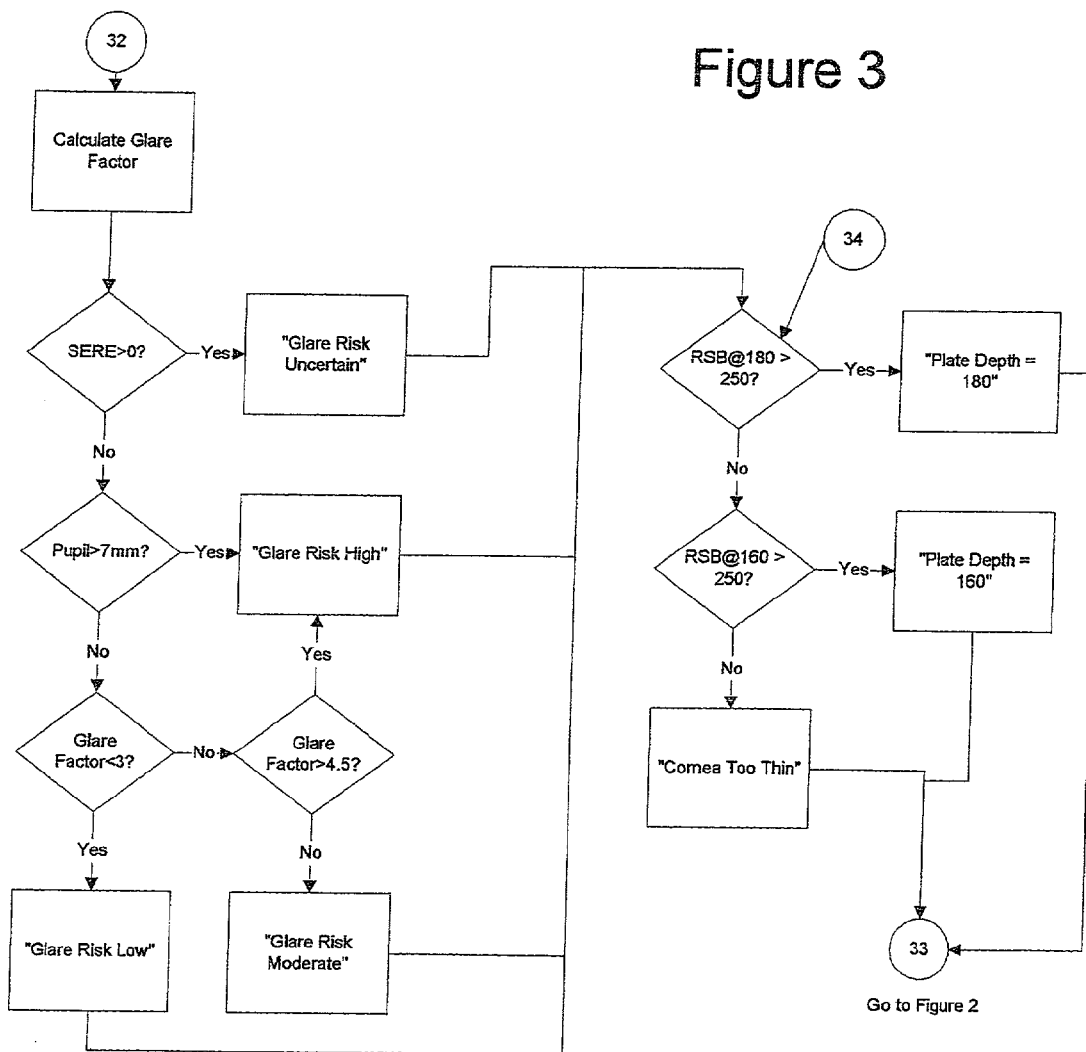 Figure 3
32
Calculate Glare
Factor
SERE>0?
Yes
"Glare Risk
Uncertain"
No
Pupil>7mm?
Yes
"Glare Risk High"
No
Yes
Glare
Factor<3?
No
Glare
Factor>4.5?
Yes
No
"Glare Risk Low"
"Glare Risk
Moderate"
34
RSB@180 >
250?
Yes
"Plate Depth =
180"
No
RSB@160 >
250?
Yes
"Plate Depth =
160"
No
"Cornea Too Thin"
33
Go to Figure 2